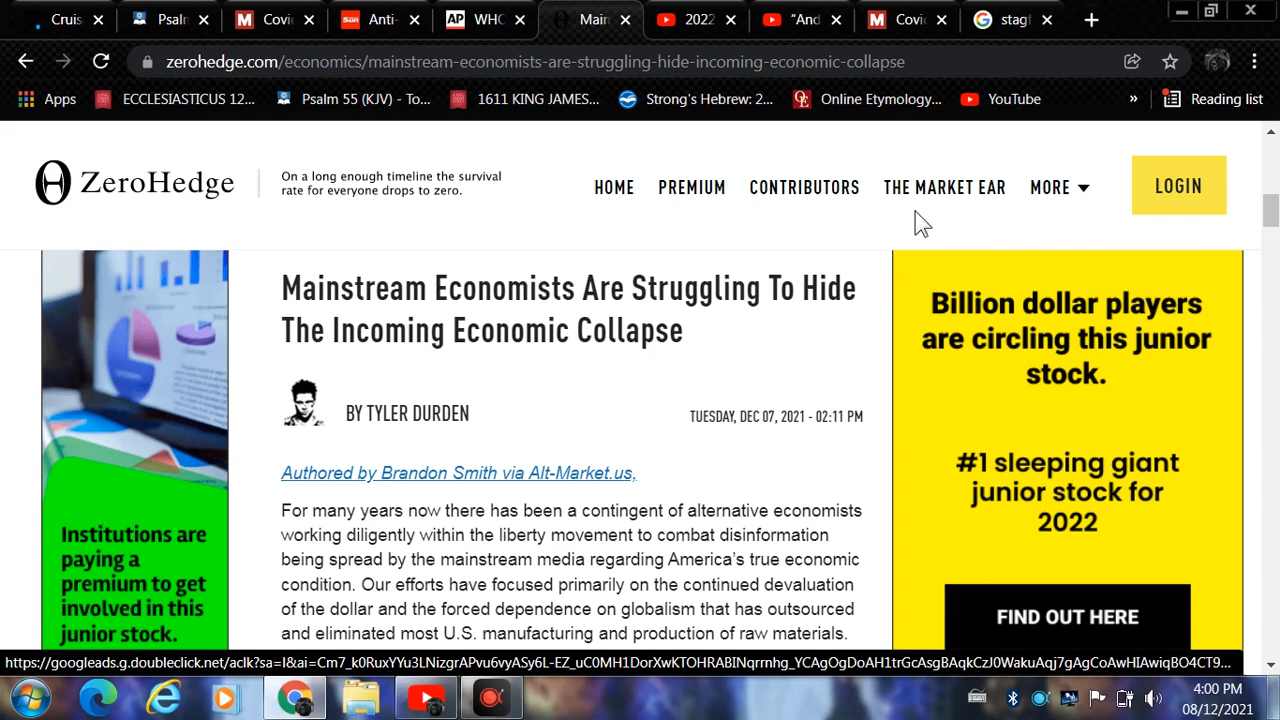 Cruis
Psalr
Covid
Anti-
WHC
Main
2022
"And
Covic
stagf
zerohedge.com/economics/mainstream-economists-are-struggling-hide-incoming-economic-collapse
Apps
ECCLESIASTICUS 12...
Psalm 55 (KJV) - To...
1611 KING JAMES...
Strong's Hebrew: 2...
Online Etymology...
YouTube
»
Reading list
ZeroHedge
On a long enough timeline the survival
rate for everyone drops to zero.
HOME
PREMIUM
CONTRIBUTORS
THE MARKET EAR
MORE
LOGIN
Mainstream Economists Are Struggling To Hide
The Incoming Economic Collapse
BY TYLER DURDEN
TUESDAY, DEC 07, 2021 - 02:11 PM
Authored by Brandon Smith via Alt-Market.us,
For many years now there has been a contingent of alternative economists
working diligently within the liberty movement to combat disinformation
being spread by the mainstream media regarding America's true economic
condition. Our efforts have focused primarily on the continued devaluation
of the dollar and the forced dependence on globalism that has outsourced
and eliminated most U.S. manufacturing and production of raw materials.
Institutions are
paying a
premium to get
involved in this
junior stock.
Billion dollar players
are circling this junior
stock.
#1 sleeping giant
junior stock for
2022
FIND OUT HERE
4:00 PM
08/12/2021